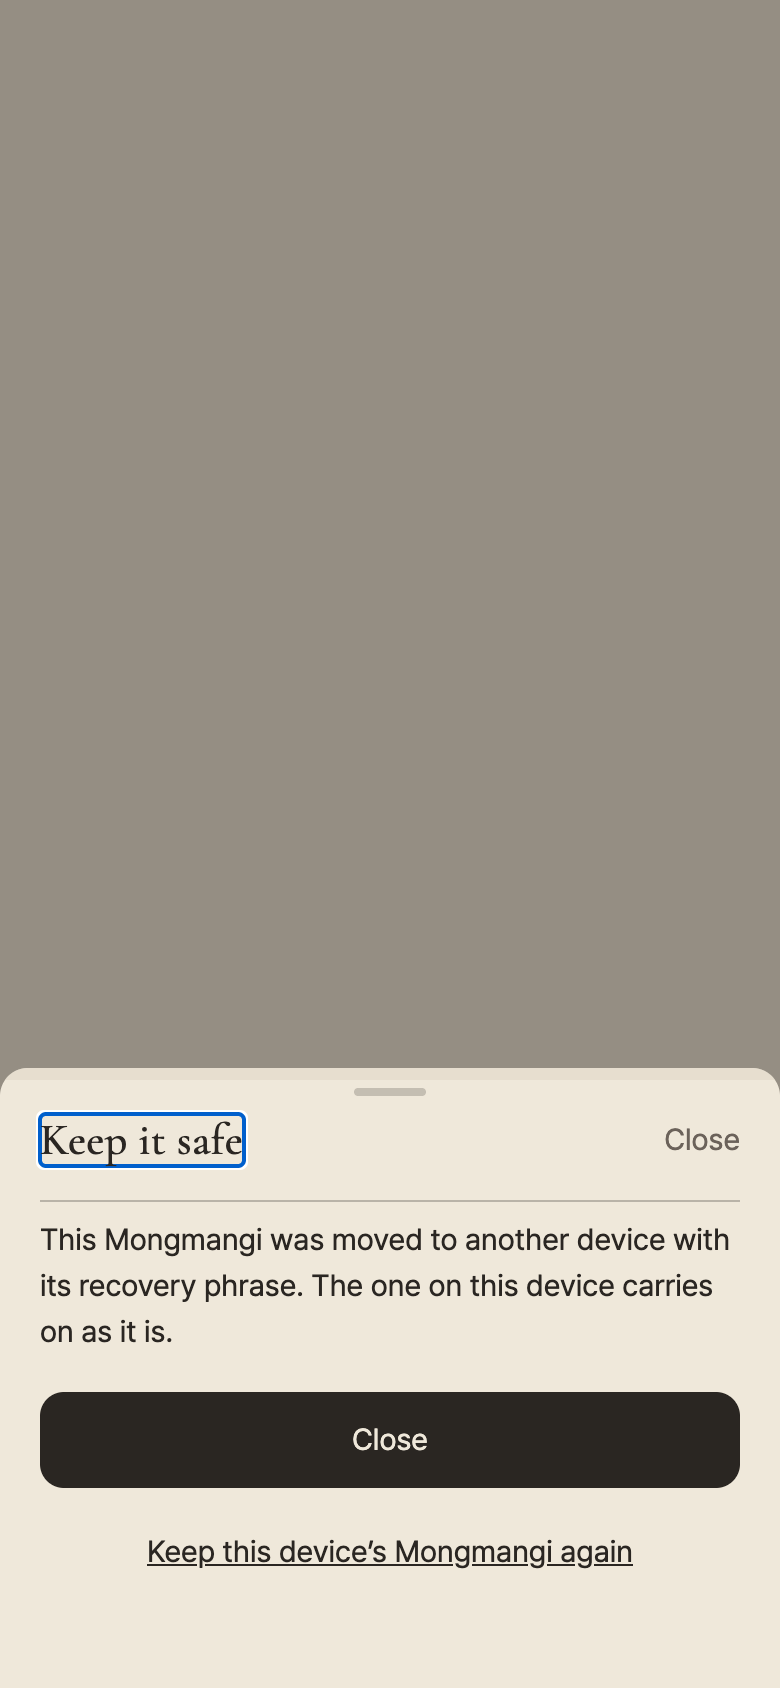 Keep it safe
Close
This Mongmangi was moved to another device with
its recovery phrase. The one on this device carries
on as it is.
Close
Keep this device’s Mongmangi again